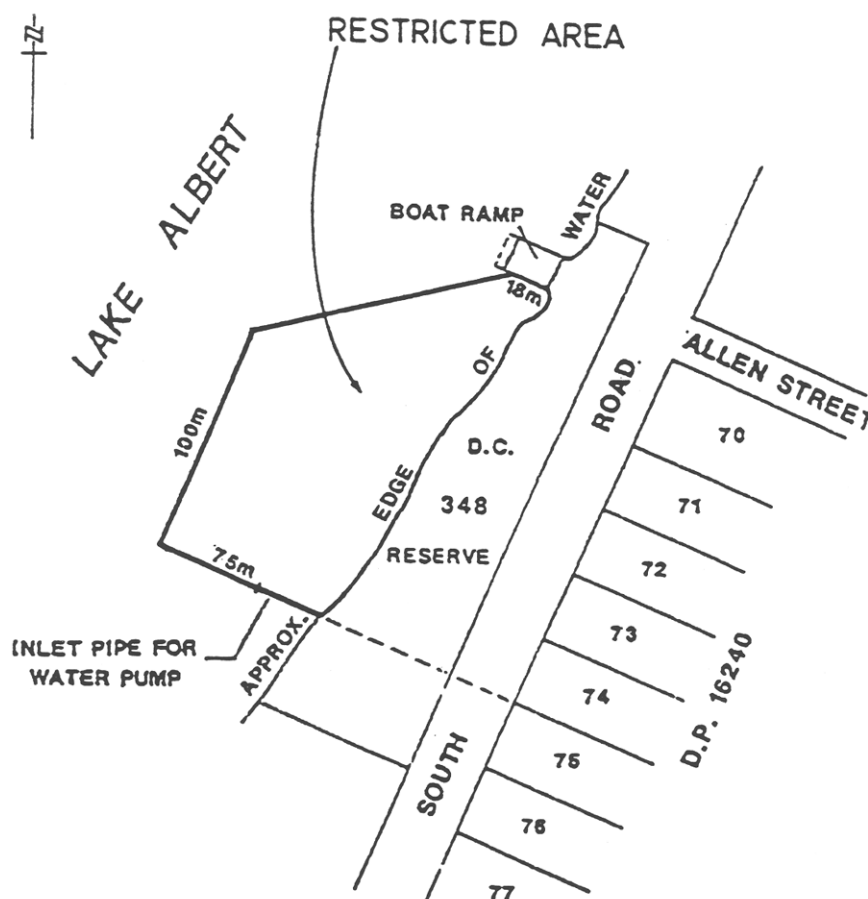 RESTRICTED AREA
LAKE ALBERT
BOAT RAMP
WATER
18m
ALLEN STREET
OF
ROAD
70
100m
D.C.
71
EDGE
348
72
RESERVE
75m
73
INLET PIPE FOR
WATER PUMP
APPROX.
74
D.P. 16240
SOUTH
75
76
77